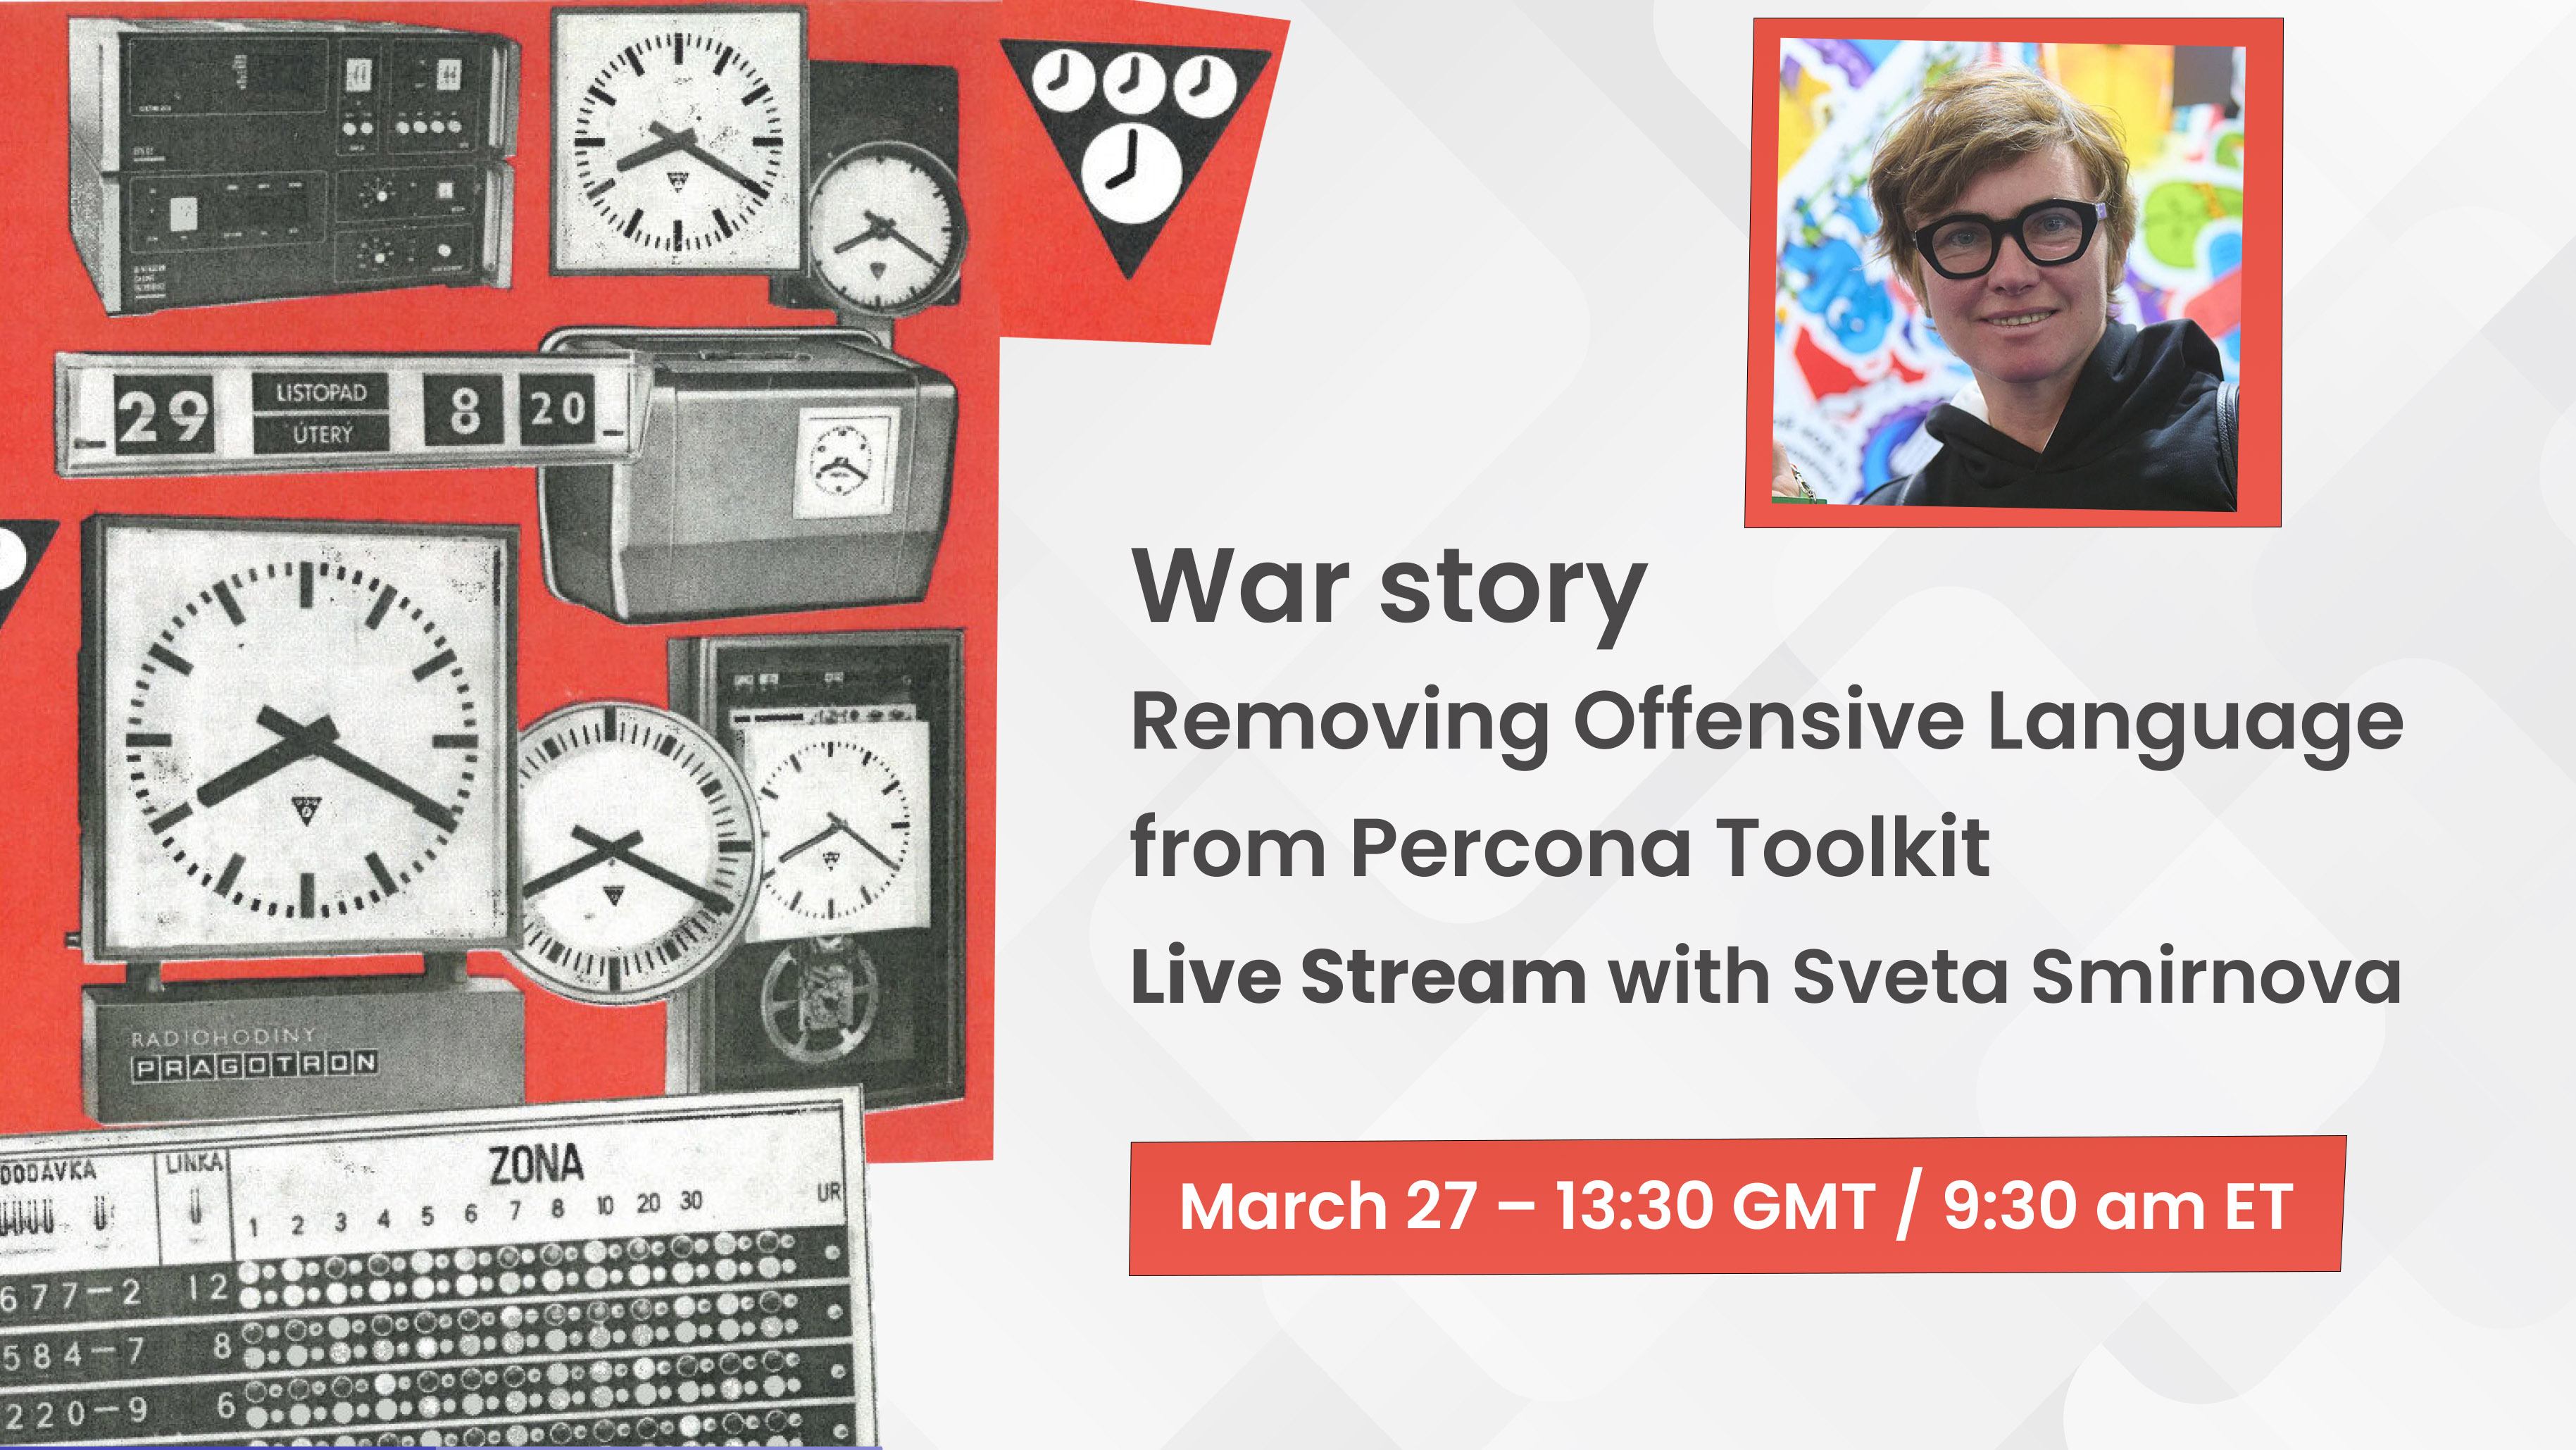 29
LISTOPAD
ÚTERÝ
8
20
RADIOHODINY
PRAGOTRON
DODÁVKA
LINKA
ZONA
UR
1 2 3 4 5 6 7 8 10 20 30
677-2 12
584-7 8
220-9 6
War story
Removing Offensive Language
from Percona Toolkit
Live Stream with Sveta Smirnova
March 27 – 13:30 GMT / 9:30 am ET